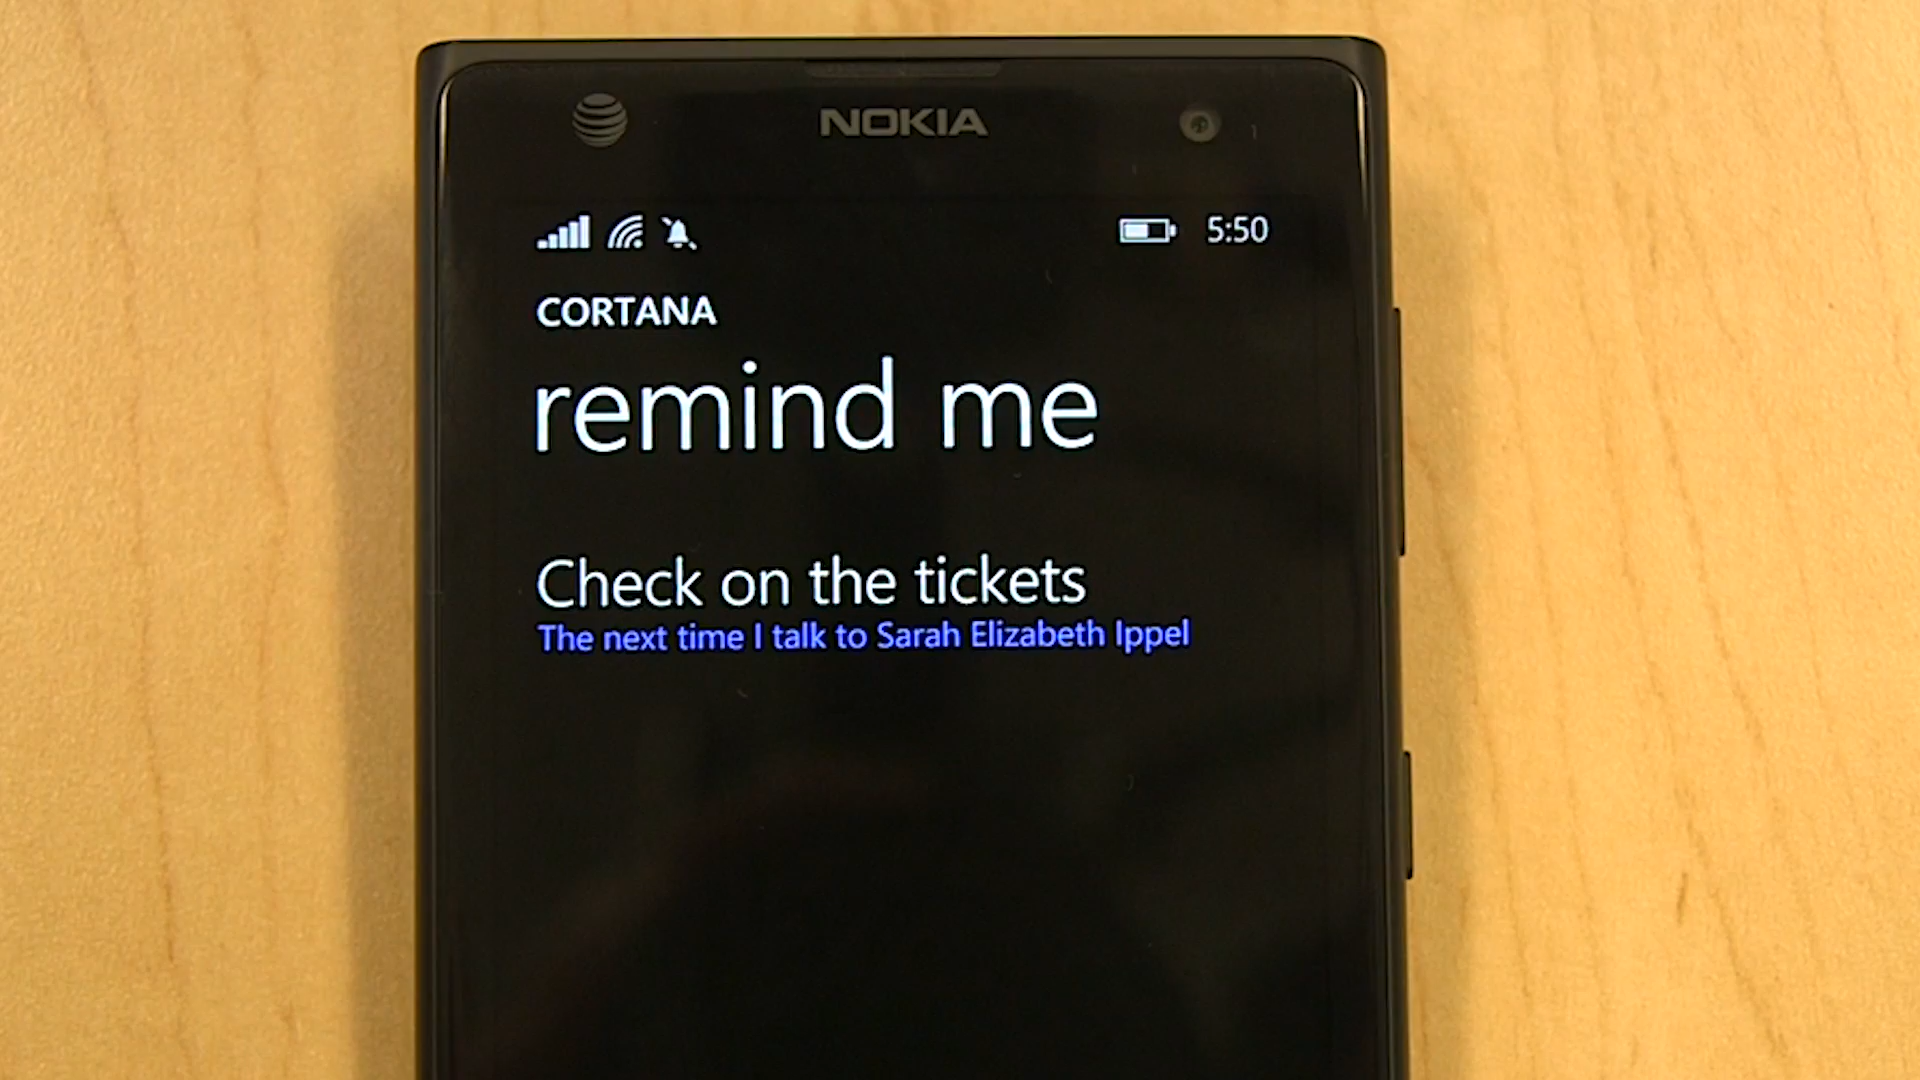 NOKIA
5:50
CORTANA
remind me
Check on the tickets
The next time I talk to Sarah Elizabeth Ippel